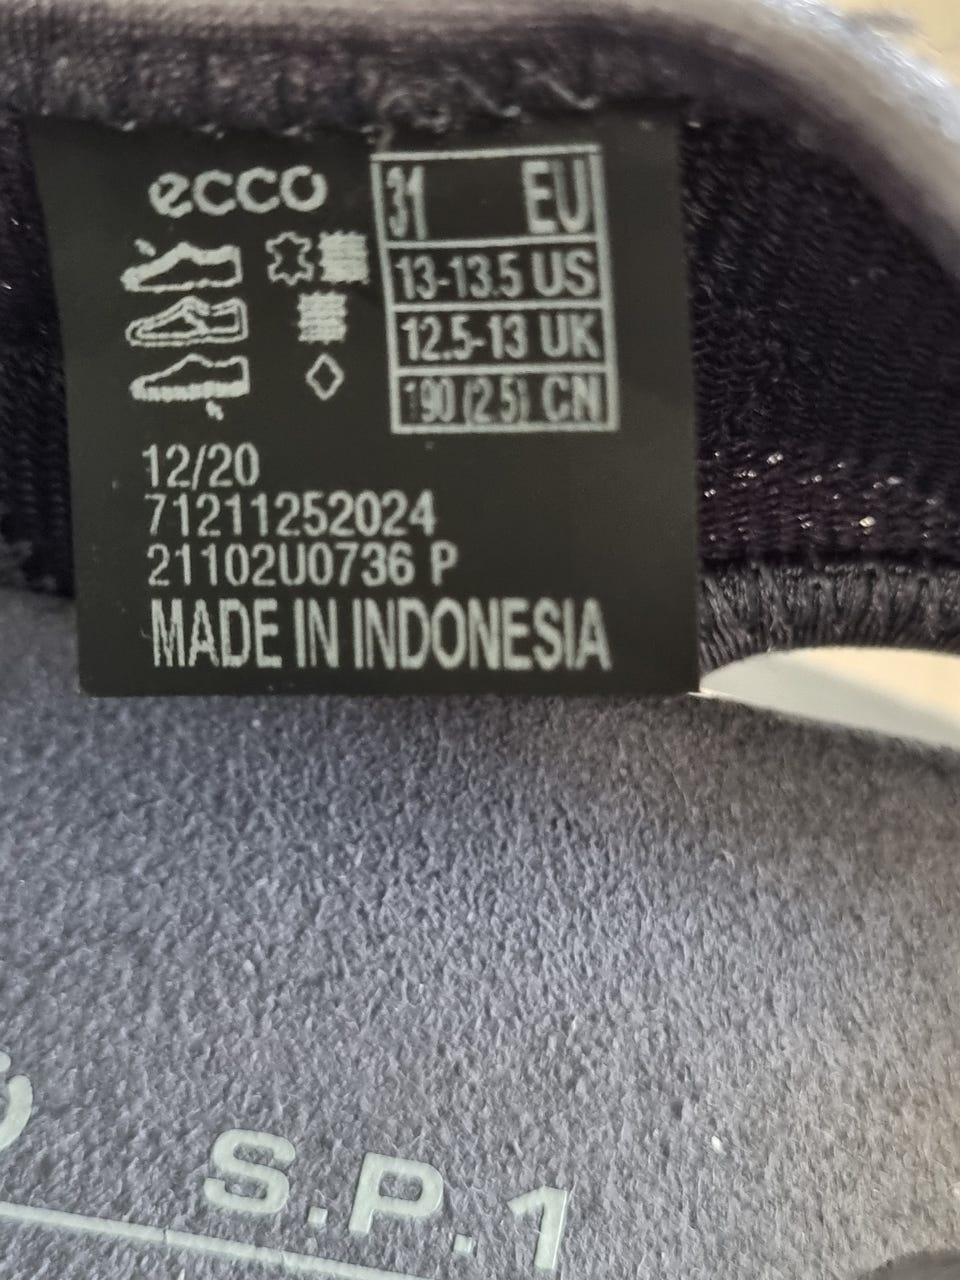 ecco
31 EU
13-13.5 US
12.5-13 UK
190 (2.5) CN
12/20
71211252024
21102U0736 P
MADE IN INDONESIA
S.P.1